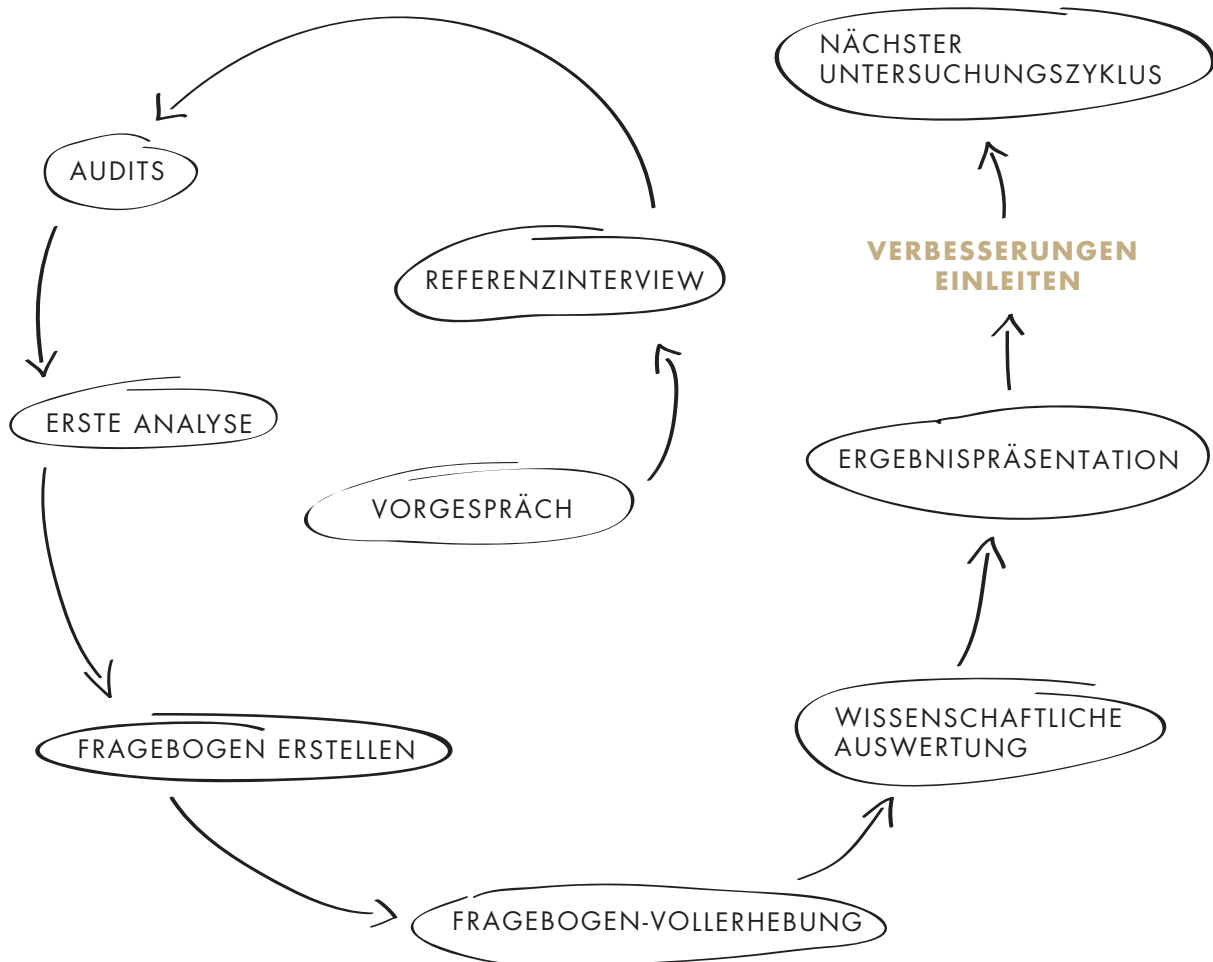 NÄCHSTER
UNTERSUCHUNGSZYKLUS
AUDITS
VERBESSERUNGEN
EINLEITEN
REFERENZINTERVIEW
ERSTE ANALYSE
ERGEBNISPRÄSENTATION
VORGESPRÄCH
WISSENSCHAFTLICHE
AUSWERTUNG
FRAGEBOGEN ERSTELLEN
FRAGEBOGEN-VOLLERHEBUNG